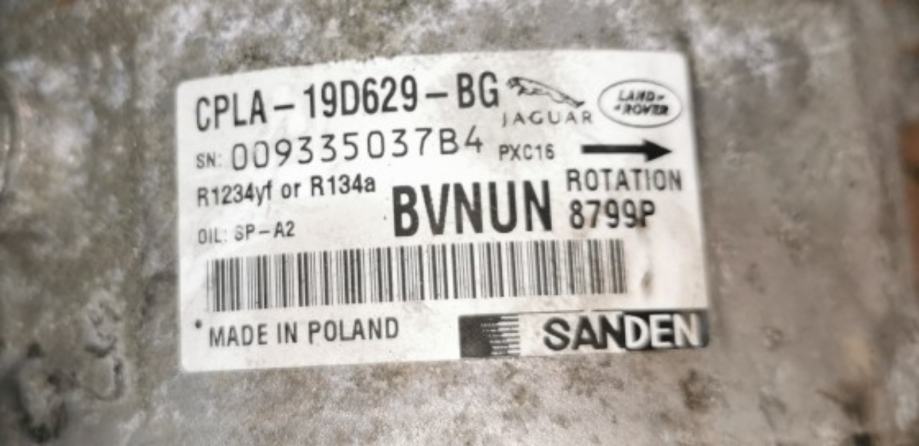 CPLA-19D629-BG JAGUAR LAND-ROVER
SN: 009335037B4 PXC16
R1234yf or R134a BVNUN ROTATION
OIL: SP-A2 8799P
MADE IN POLAND SANDEN